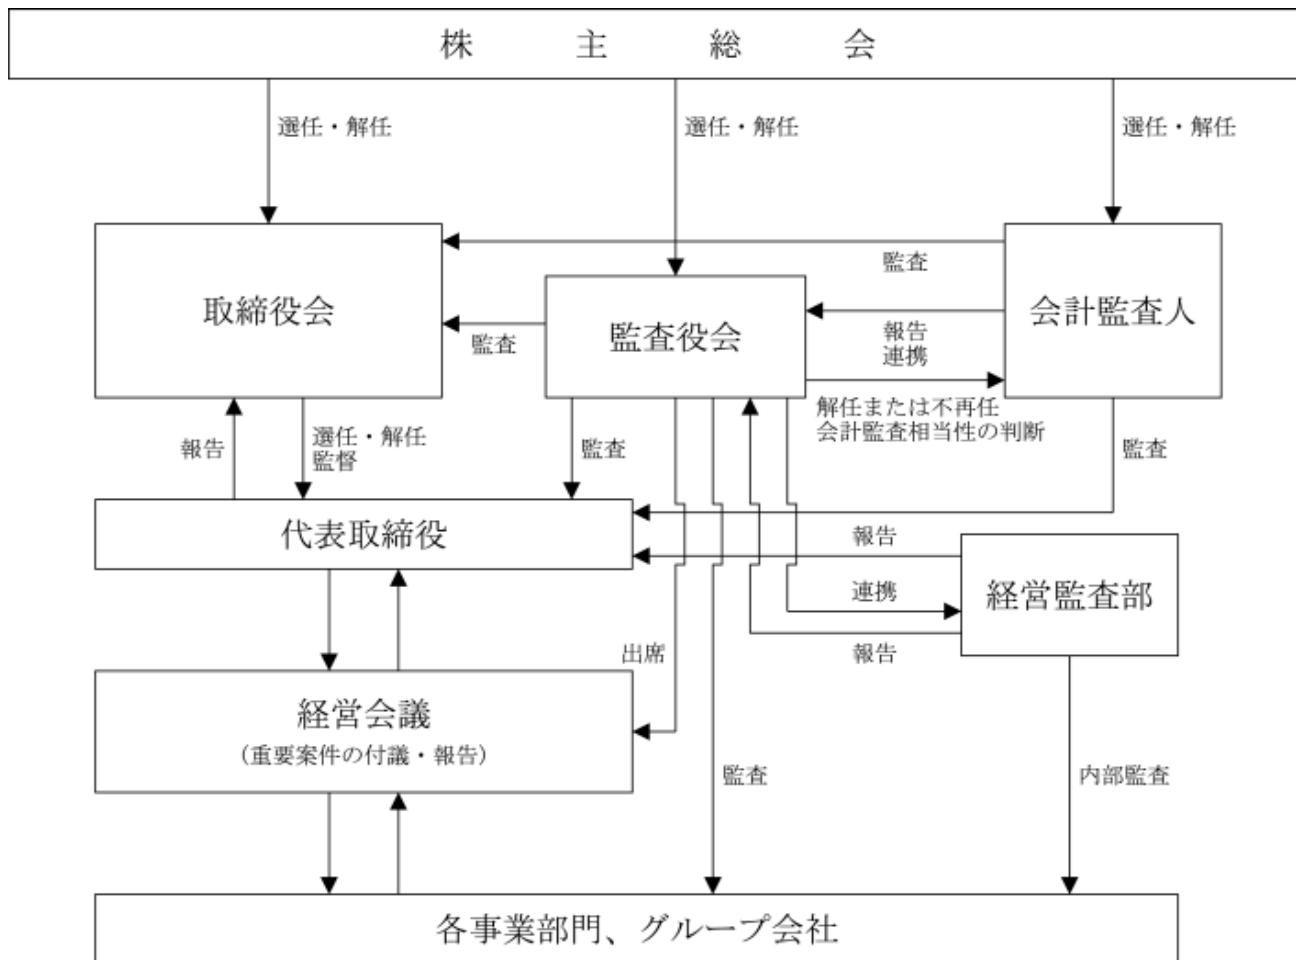 株主総会
選任・解任
選任・解任
選任・解任
取締役会
監査役会
会計監査人
監査
監査
報告
連携
解任または不再任
会計監査相当性の判断
報告
選任・解任
監督
監査
監査
代表取締役
報告
連携
報告
経営監査部
出席
経営会議
(重要案件の付議・報告)
監査
内部監査
各事業部門、グループ会社